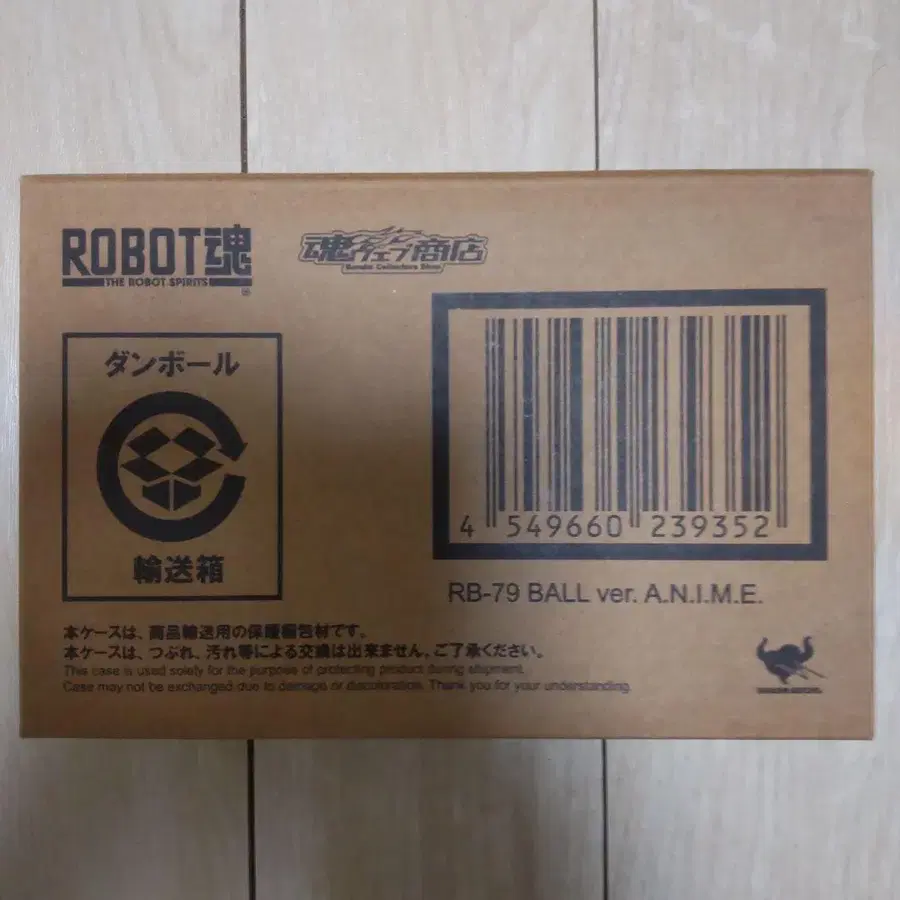 ROBOT魂
THE ROBOT SPIRITS
®
魂ウェブ商店
Bandai Collectors Shop
ダンボール
輸送箱
4 549660 239352
RB-79 BALL ver. A.N.I.M.E.
本ケースは、商品輸送用の保護梱包材です。
本ケースは、つぶれ、汚れ等による交換は出来ません。ご了承ください。
This case is used solely for the purpose of protecting product during shipment.
Case may not be exchanged due to damage or discoloration. Thank you for your understanding.